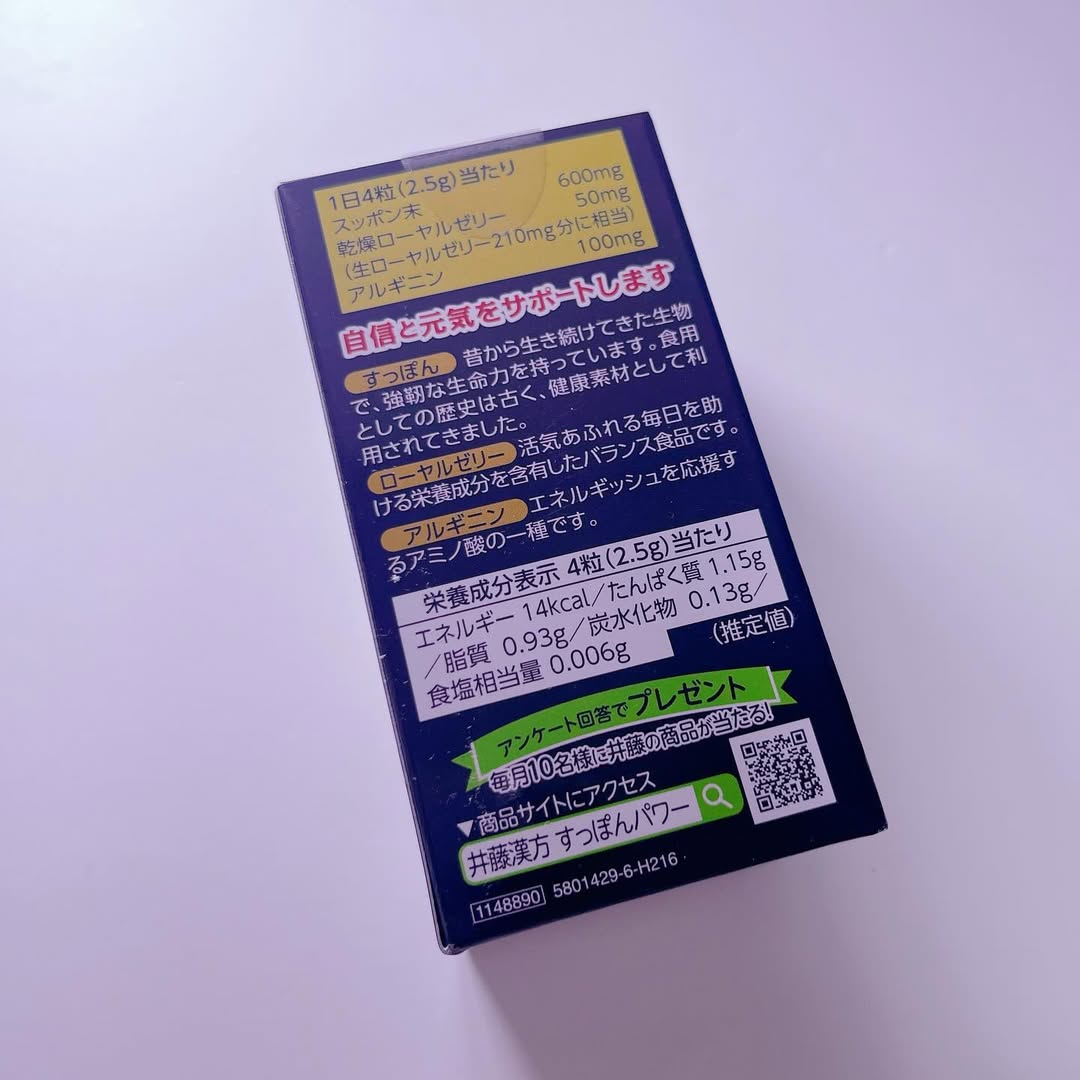 1日4粒(2.5g)当たり
スッポン末 600mg
乾燥ローヤルゼリー 50mg
(生ローヤルゼリー210mg分に相当)
アルギニン 100mg
自信と元気をサポートします
すっぽん 昔から生き続けてきた生物
で、強靭な生命力を持っています。食用
としての歴史は古く、健康素材として利
用されてきました。
ローヤルゼリー 活気あふれる毎日を助
ける栄養成分を含有したバランス食品です。
アルギニン エネルギッシュを応援す
るアミノ酸の一種です。
栄養成分表示 4粒(2.5g)当たり
エネルギー 14kcal/たんぱく質 1.15g
/脂質 0.93g/炭水化物 0.13g/
食塩相当量 0.006g (推定値)
アンケート回答でプレゼント
毎月10名様に井藤の商品が当たる!
▼商品サイトにアクセス
井藤漢方 すっぽんパワー
1148890 5801429-6-H216